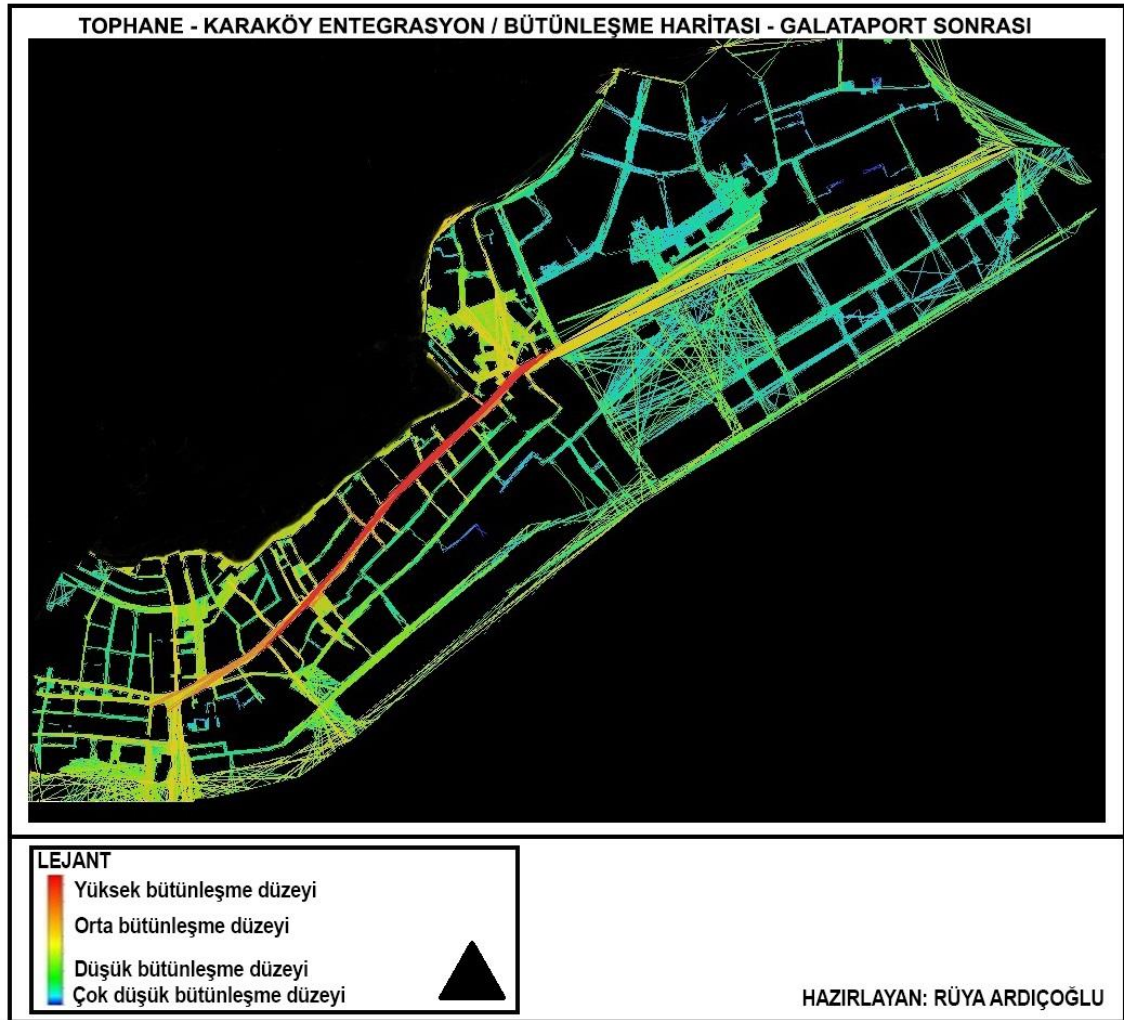 TOPHANE - KARAKÖY ENTEGRASYON / BÜTÜNLEŞME HARİTASI - GALATAPORT SONRASI
LEJANT
Yüksek bütünleşme düzeyi
Orta bütünleşme düzeyi
Düşük bütünleşme düzeyi
Çok düşük bütünleşme düzeyi
HAZIRLAYAN: RÜYA ARDIÇOĞLU